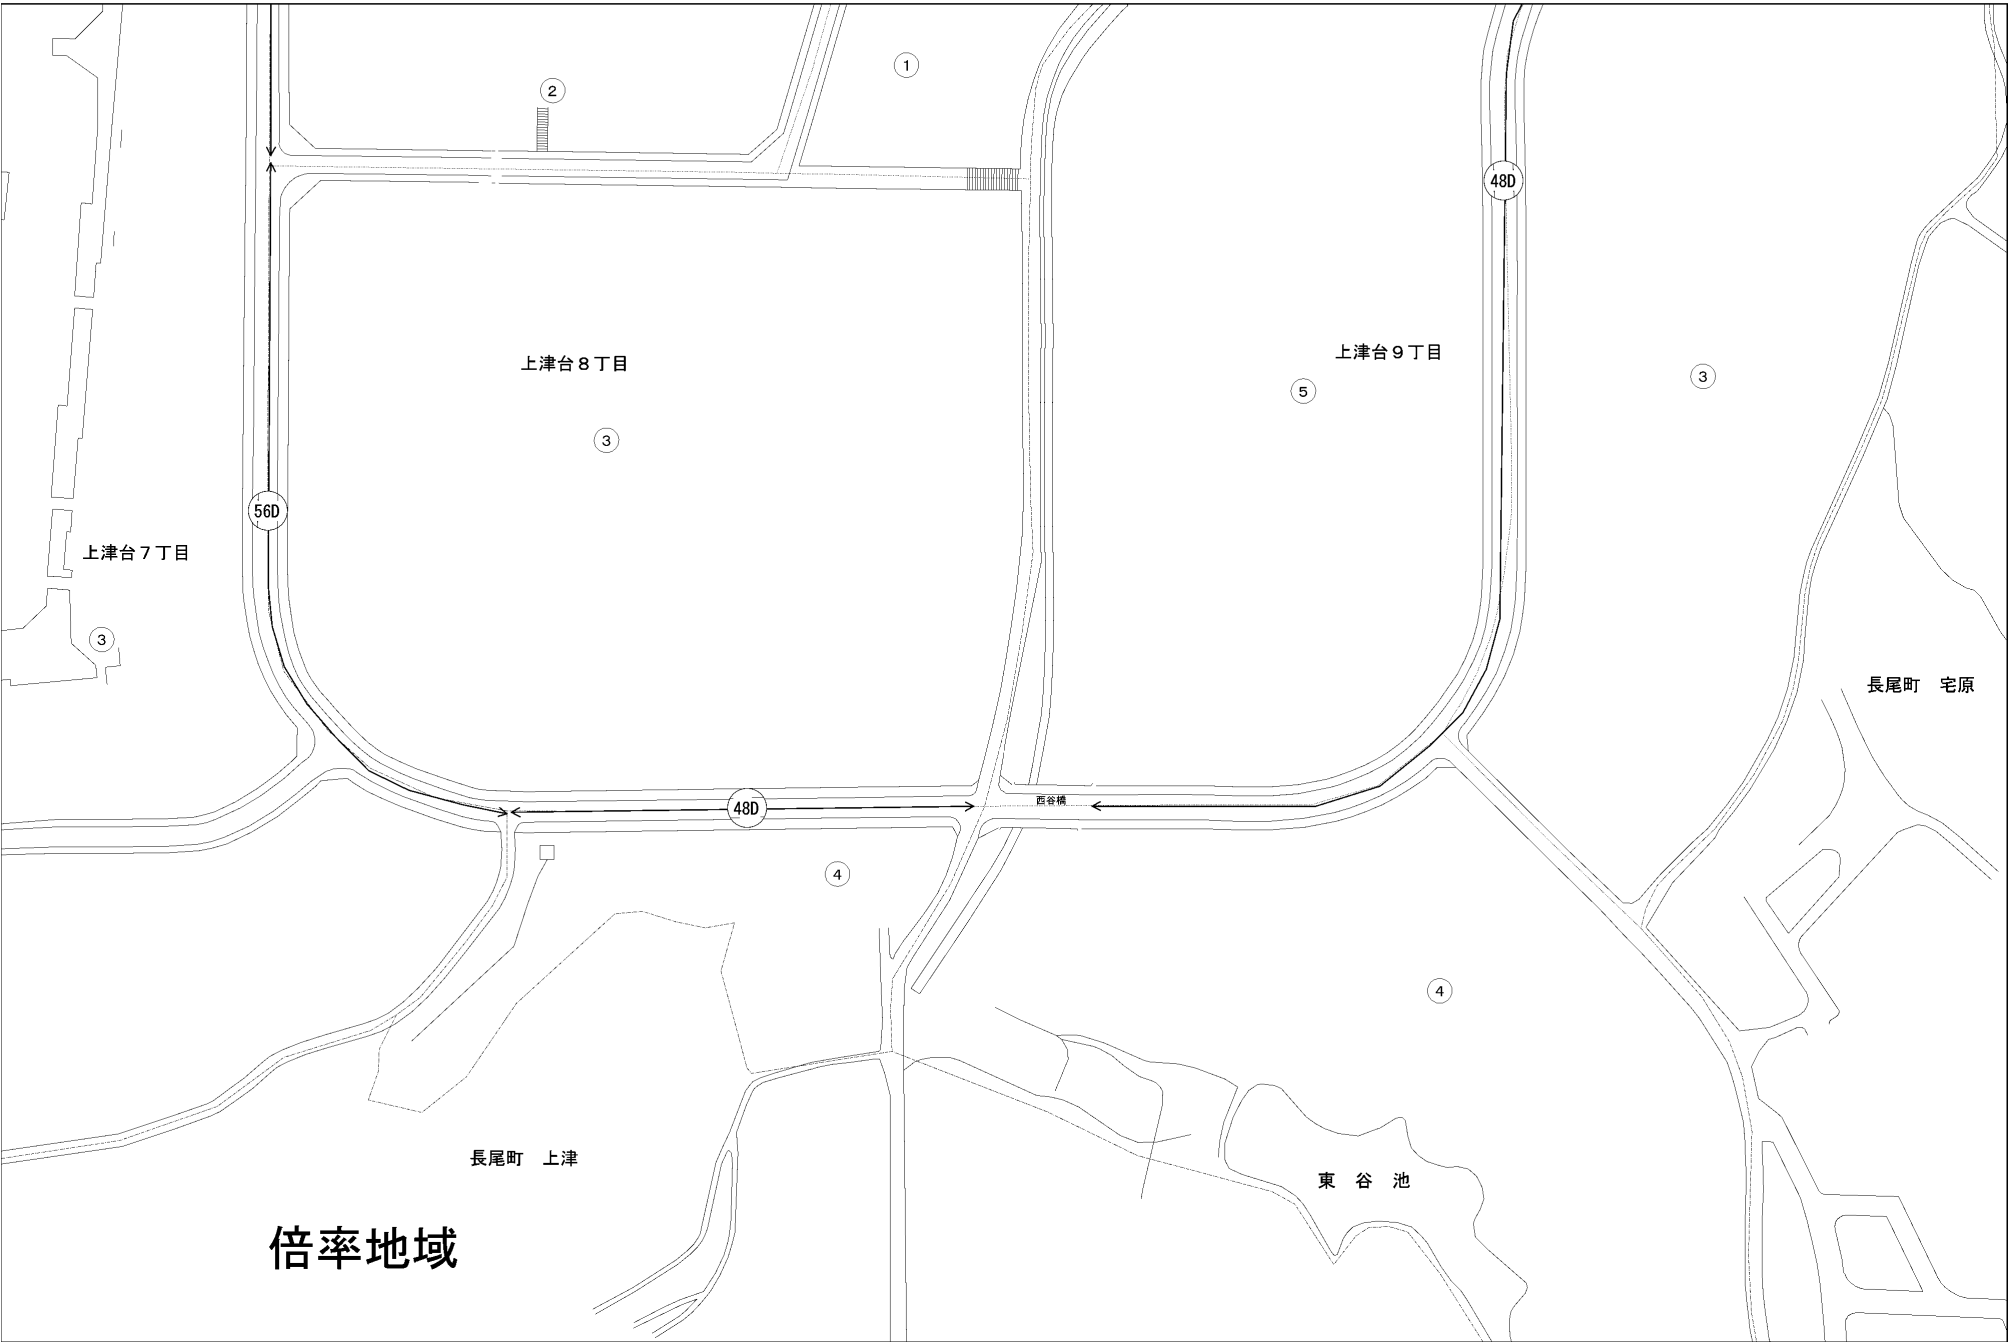 ①
②
48D
上津台９丁目
上津台８丁目
③
⑤
③
56D
上津台７丁目
③
長尾町　宅原
西谷橋
48D
④
④
長尾町　上津
東　谷　池
倍率地域